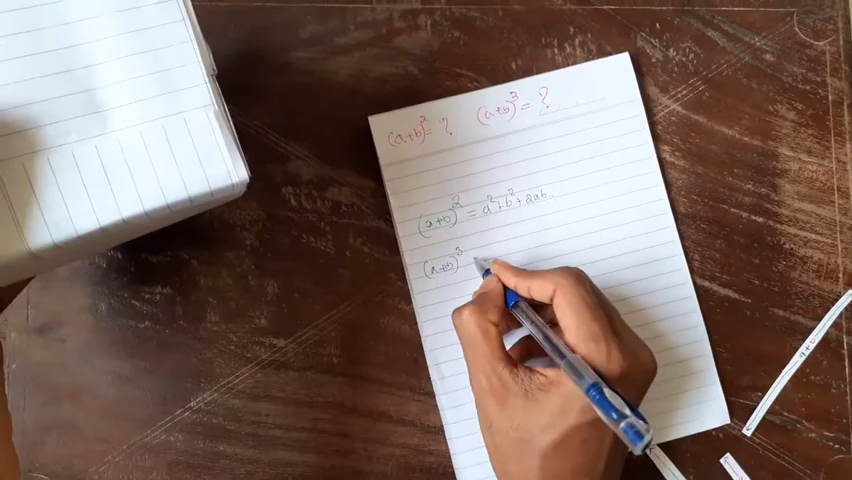 (a+b)² = ? (a+b)³ = ?
(a+b)² = a²+b²+2ab.
(a+b)³
a+b